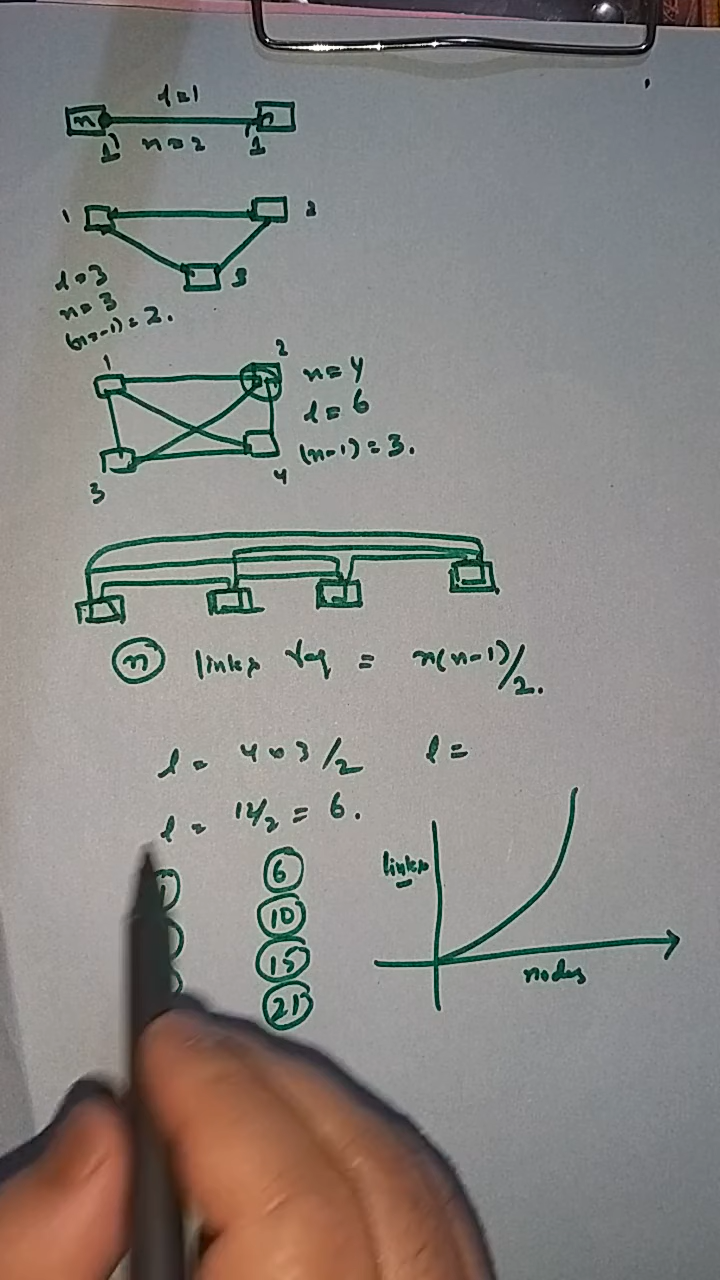 l=1
n
n=2
1
1
1
2
3
l=3
n=3
(n-1)=2.
1
2
n=4
l=6
(n-1)=3.
3
4
n links req = n(n-1)/2.
l = 4×3/2 l =
l = 12/2 = 6.
6
links
10
15
nodes
21